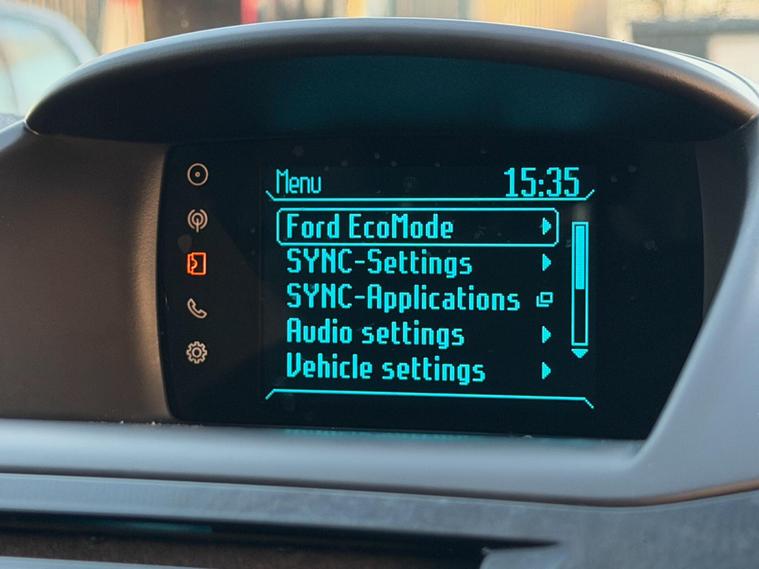 Menu 15:35
Ford EcoMode
SYNC-Settings
SYNC-Applications
Audio settings
Vehicle settings